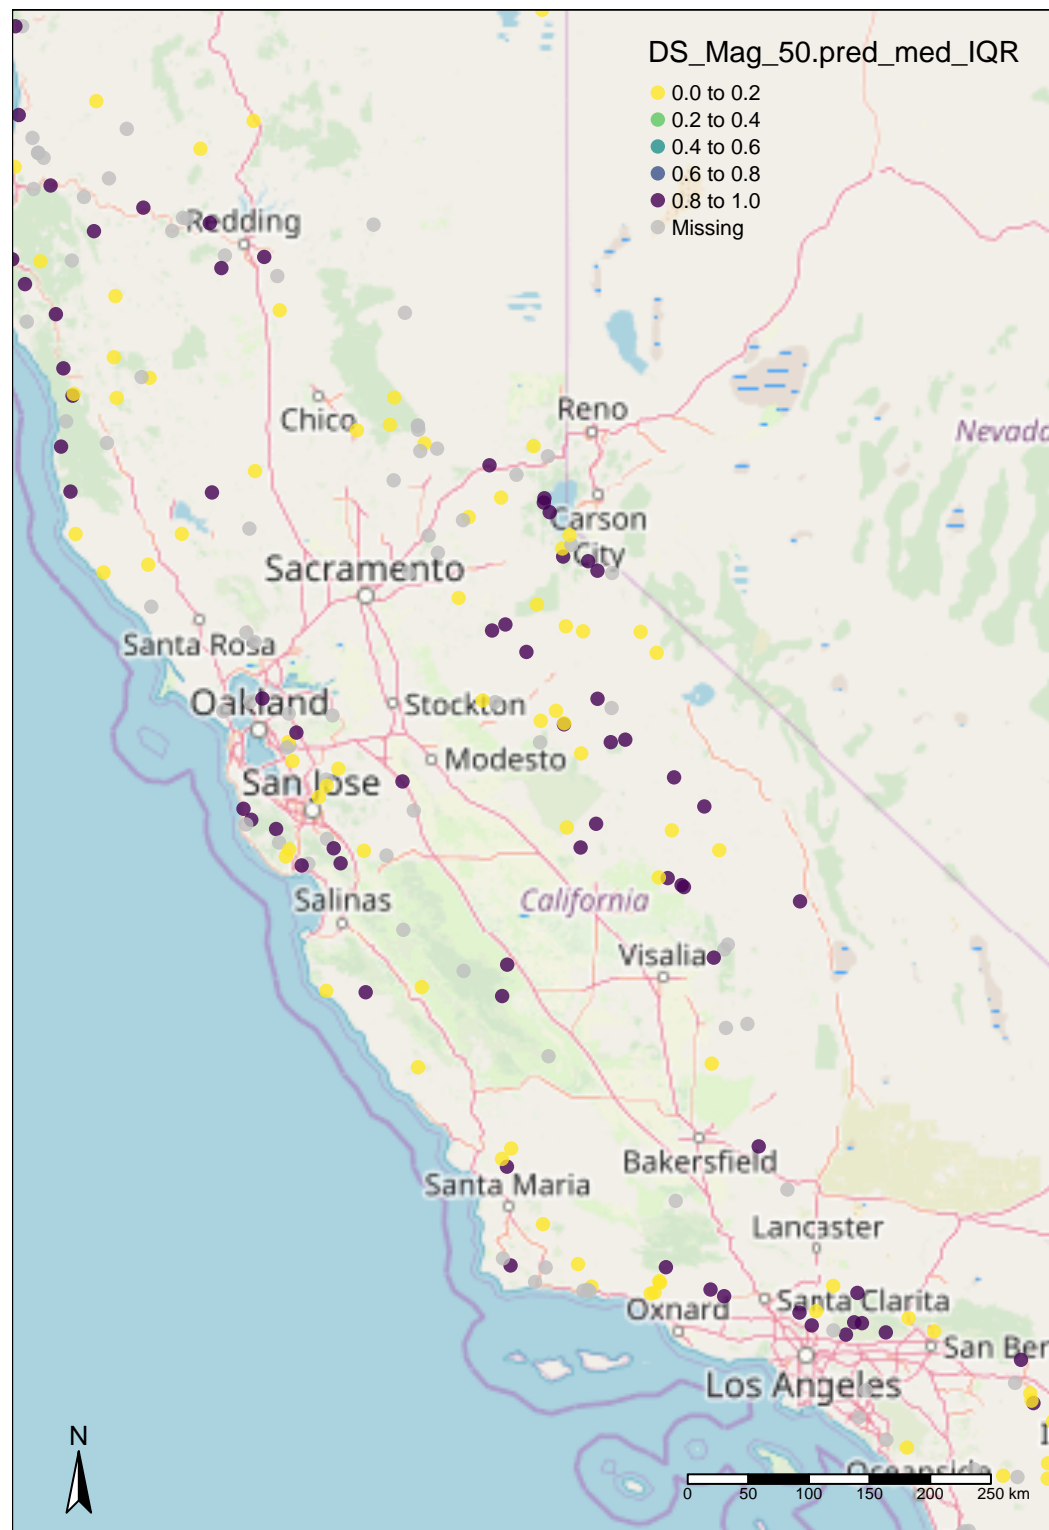 DS_Mag_50.pred_med_IQR
0.0 to 0.2
0.2 to 0.4
0.4 to 0.6
0.6 to 0.8
0.8 to 1.0
Missing
Redding
Chico
Reno
Nevada
Carson
City
Sacramento
Santa Rosa
Oakland
Stockton
Modesto
San Jose
Salinas
California
Visalia
Bakersfield
Santa Maria
Lancaster
Santa Clarita
Oxnard
San Ber
Los Angeles
Oceanside
N
0 50 100 150 200 250 km